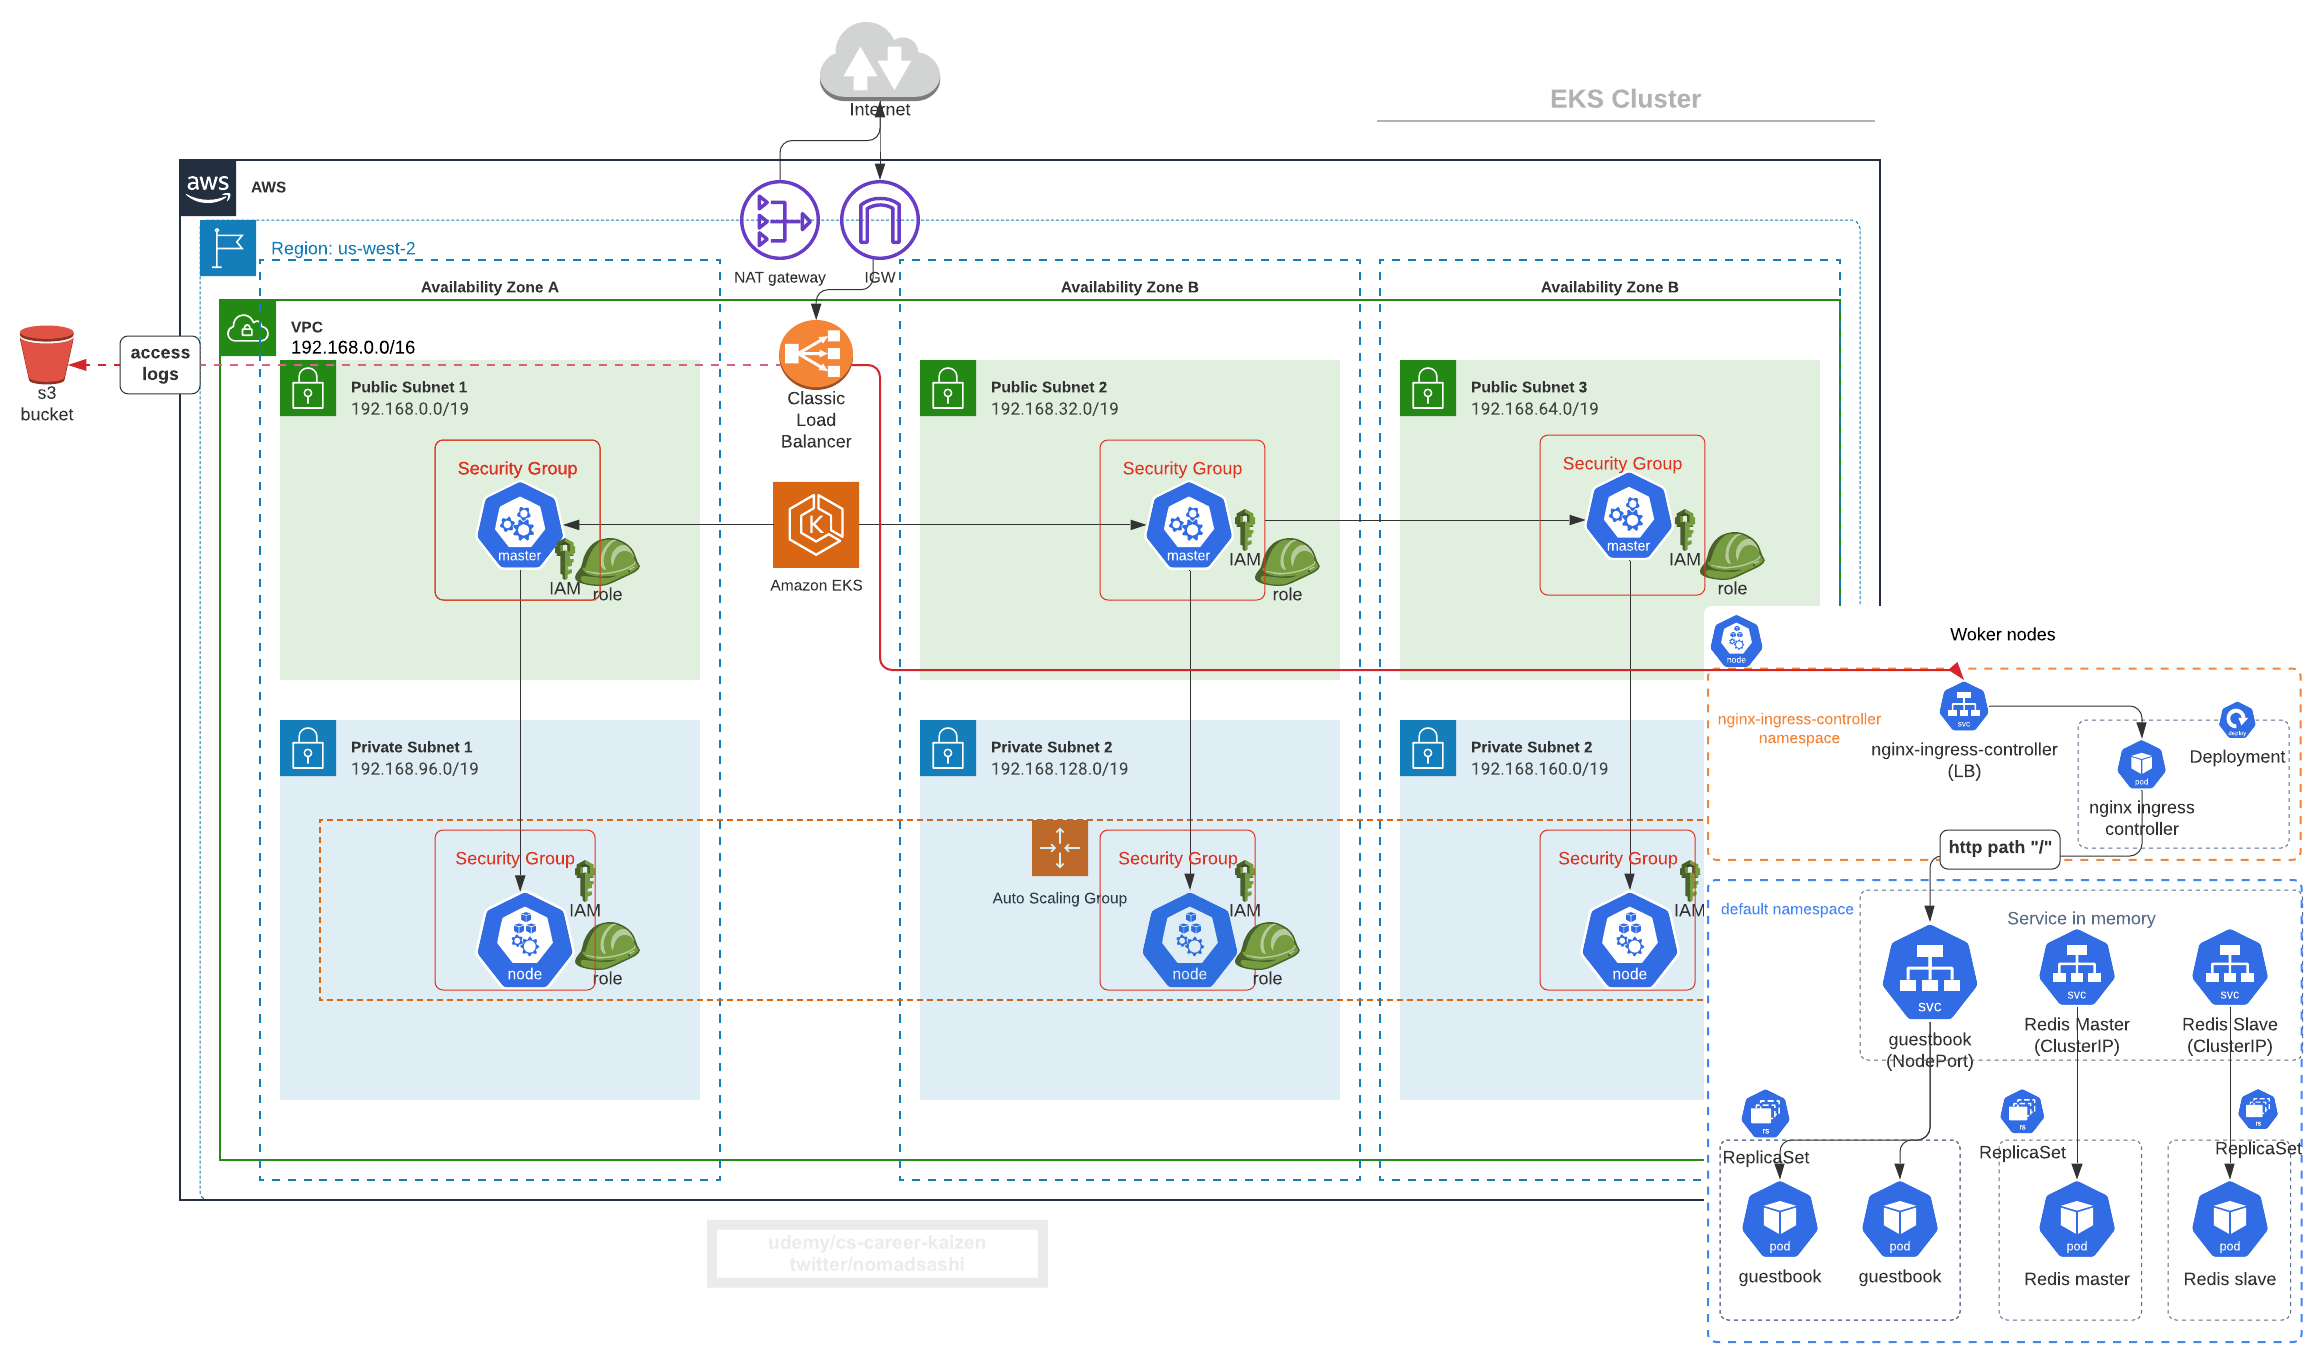 Internet
EKS Cluster
aws
AWS
Region: us-west-2
NAT gateway
IGW
Availability Zone A
Availability Zone B
Availability Zone B
VPC
192.168.0.0/16
access
logs
s3
bucket
Classic
Load
Balancer
Public Subnet 1
192.168.0.0/19
Public Subnet 2
192.168.32.0/19
Public Subnet 3
192.168.64.0/19
Security Group
master
IAM
role
K
Amazon EKS
Security Group
master
IAM
role
Security Group
master
IAM
role
Private Subnet 1
192.168.96.0/19
Private Subnet 2
192.168.128.0/19
Private Subnet 2
192.168.160.0/19
Security Group
IAM
node
role
Auto Scaling Group
Security Group
IAM
node
role
Security Group
IAM
node
node
Woker nodes
nginx-ingress-controller
namespace
svc
nginx-ingress-controller
(LB)
deploy
Deployment
pod
nginx ingress
controller
http path "/"
default namespace
Service in memory
svc
guestbook
(NodePort)
svc
Redis Master
(ClusterIP)
svc
Redis Slave
(ClusterIP)
rs
ReplicaSet
rs
ReplicaSet
rs
ReplicaSet
pod
guestbook
pod
guestbook
pod
Redis master
pod
Redis slave
udemy/cs-career-kaizen
twitter/nomadsashi